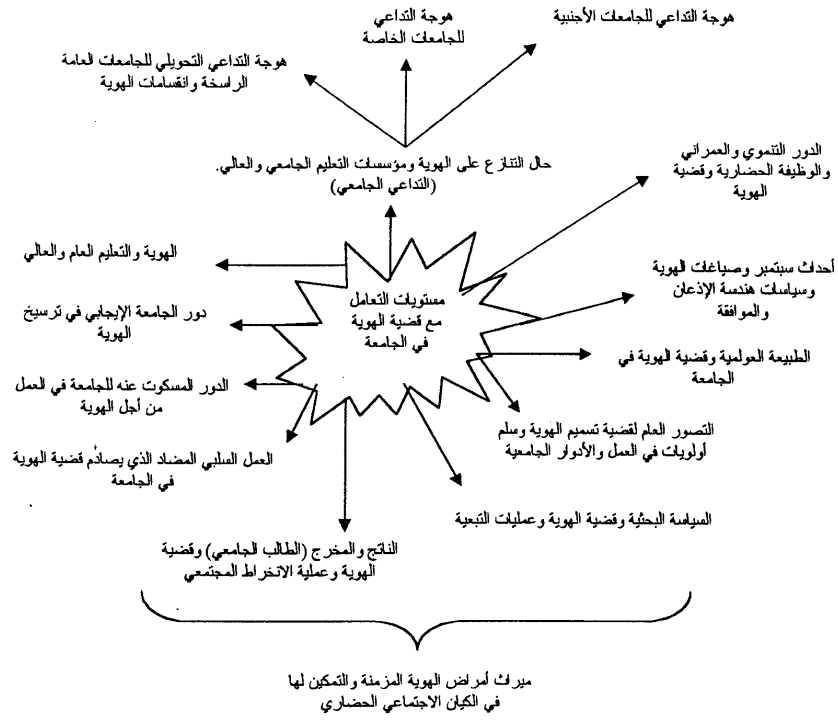 هوجة التداعي للجامعات الأجنبية
هوجة التداعي
للجامعات الخاصة
هوجة التداعي التحويلي للجامعات العامة
الراسخة وانقسامات الهوية
حال التنازع على الهوية ومؤسسات التعليم الجامعي والعالي.
(التداعي الجامعي)
الدور التنموي والعمراني
والوظيفة الحضارية وقضية
الهوية
الهوية والتعليم العام والعالي
أحداث سبتمبر وصياغات الهوية
وسياسات هندسة الإذعان
والموافقة
مستويات التعامل
مع قضية الهوية
في الجامعة
دور الجامعة الإيجابي في ترسيخ
الهوية
الطبيعة العولمية وقضية الهوية في
الجامعة
الدور المسكوت عنه للجامعة في العمل
من أجل الهوية
التصور العام لقضية تسميم الهوية وسلم
أولويات في العمل والأدوار الجامعية
العمل السلبي المضاد الذي يصادم قضية الهوية
في الجامعة
السياسة البحثية وقضية الهوية وعمليات التبعية
الناتج والمخرج (الطالب الجامعي) وقضية
الهوية وعملية الانخراط المجتمعي
ميراث أمراض الهوية المزمنة والتمكين لها
في الكيان الاجتماعي الحضاري